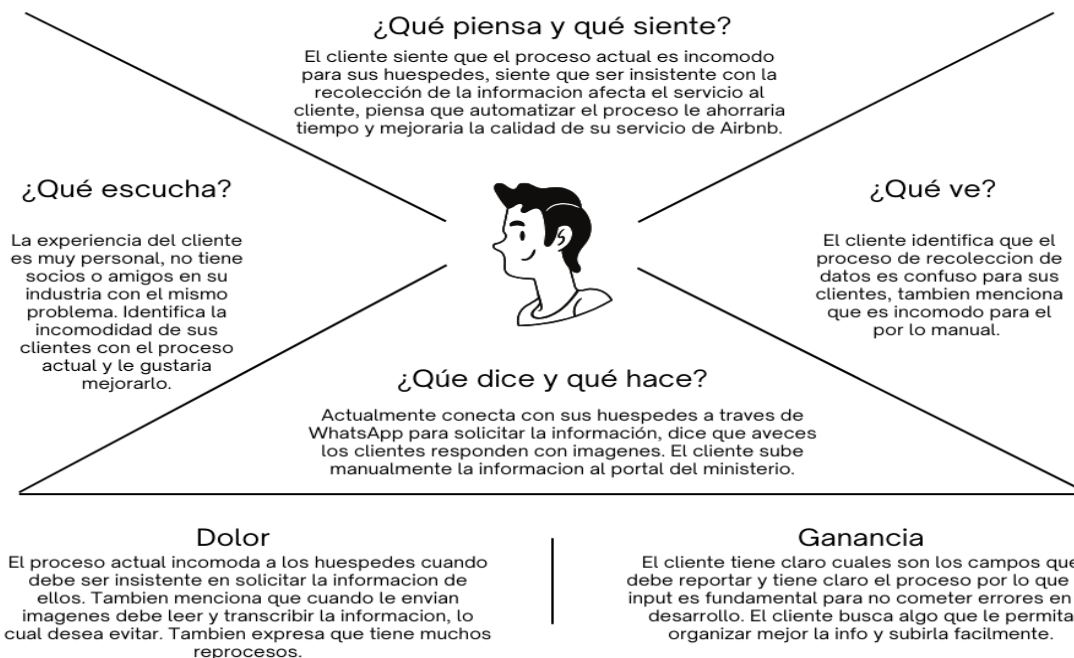 ¿Qué piensa y qué siente?
El cliente siente que el proceso actual es incomodo
para sus huespedes, siente que ser insistente con la
recolección de la informacion afecta el servicio al
cliente, piensa que automatizar el proceso le ahorraria
tiempo y mejoraria la calidad de su servicio de Airbnb.
¿Qué escucha?
La experiencia del cliente
es muy personal, no tiene
socios o amigos en su
industria con el mismo
problema. Identifica la
incomodidad de sus
clientes con el proceso
actual y le gustaria
mejorarlo.
¿Qué ve?
El cliente identifica que el
proceso de recoleccion de
datos es confuso para sus
clientes, tambien menciona
que es incomodo para el
por lo manual.
¿Qúe dice y qué hace?
Actualmente conecta con sus huespedes a traves de
WhatsApp para solicitar la información, dice que aveces
los clientes responden con imagenes. El cliente sube
manualmente la informacion al portal del ministerio.
Dolor
El proceso actual incomoda a los huespedes cuando
debe ser insistente en solicitar la informacion de
ellos. Tambien menciona que cuando le envian
imagenes debe leer y transcribir la informacion, lo
cual desea evitar. Tambien expresa que tiene muchos
reprocesos.
Ganancia
El cliente tiene claro cuales son los campos que
debe reportar y tiene claro el proceso por lo que
input es fundamental para no cometer errores en
desarrollo. El cliente busca algo que le permita
organizar mejor la info y subirla facilmente.